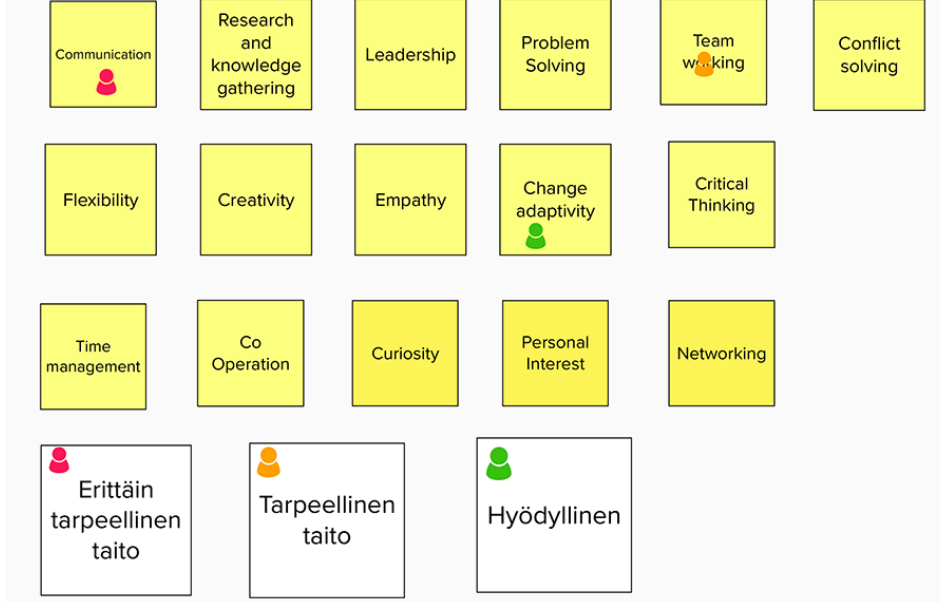 Communication
Research
and
knowledge
gathering
Leadership
Problem
Solving
Team
working
Conflict
solving
Flexibility
Creativity
Empathy
Change
adaptivity
Critical
Thinking
Time
management
Co
Operation
Curiosity
Personal
Interest
Networking
Erittäin
tarpeellinen
taito
Tarpeellinen
taito
Hyödyllinen